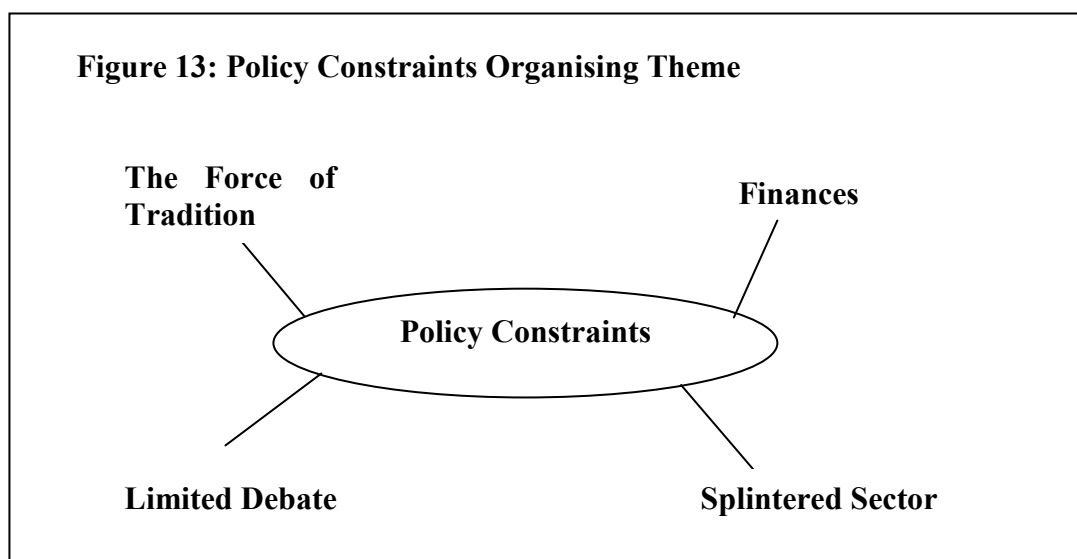 Figure 13: Policy Constraints Organising Theme
The Force of
Tradition
Finances
Policy Constraints
Limited Debate
Splintered Sector